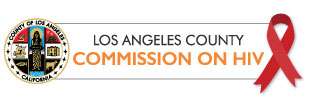 COUNTY OF LOS ANGELES
CALIFORNIA
LOS ANGELES COUNTY
COMMISSION ON HIV